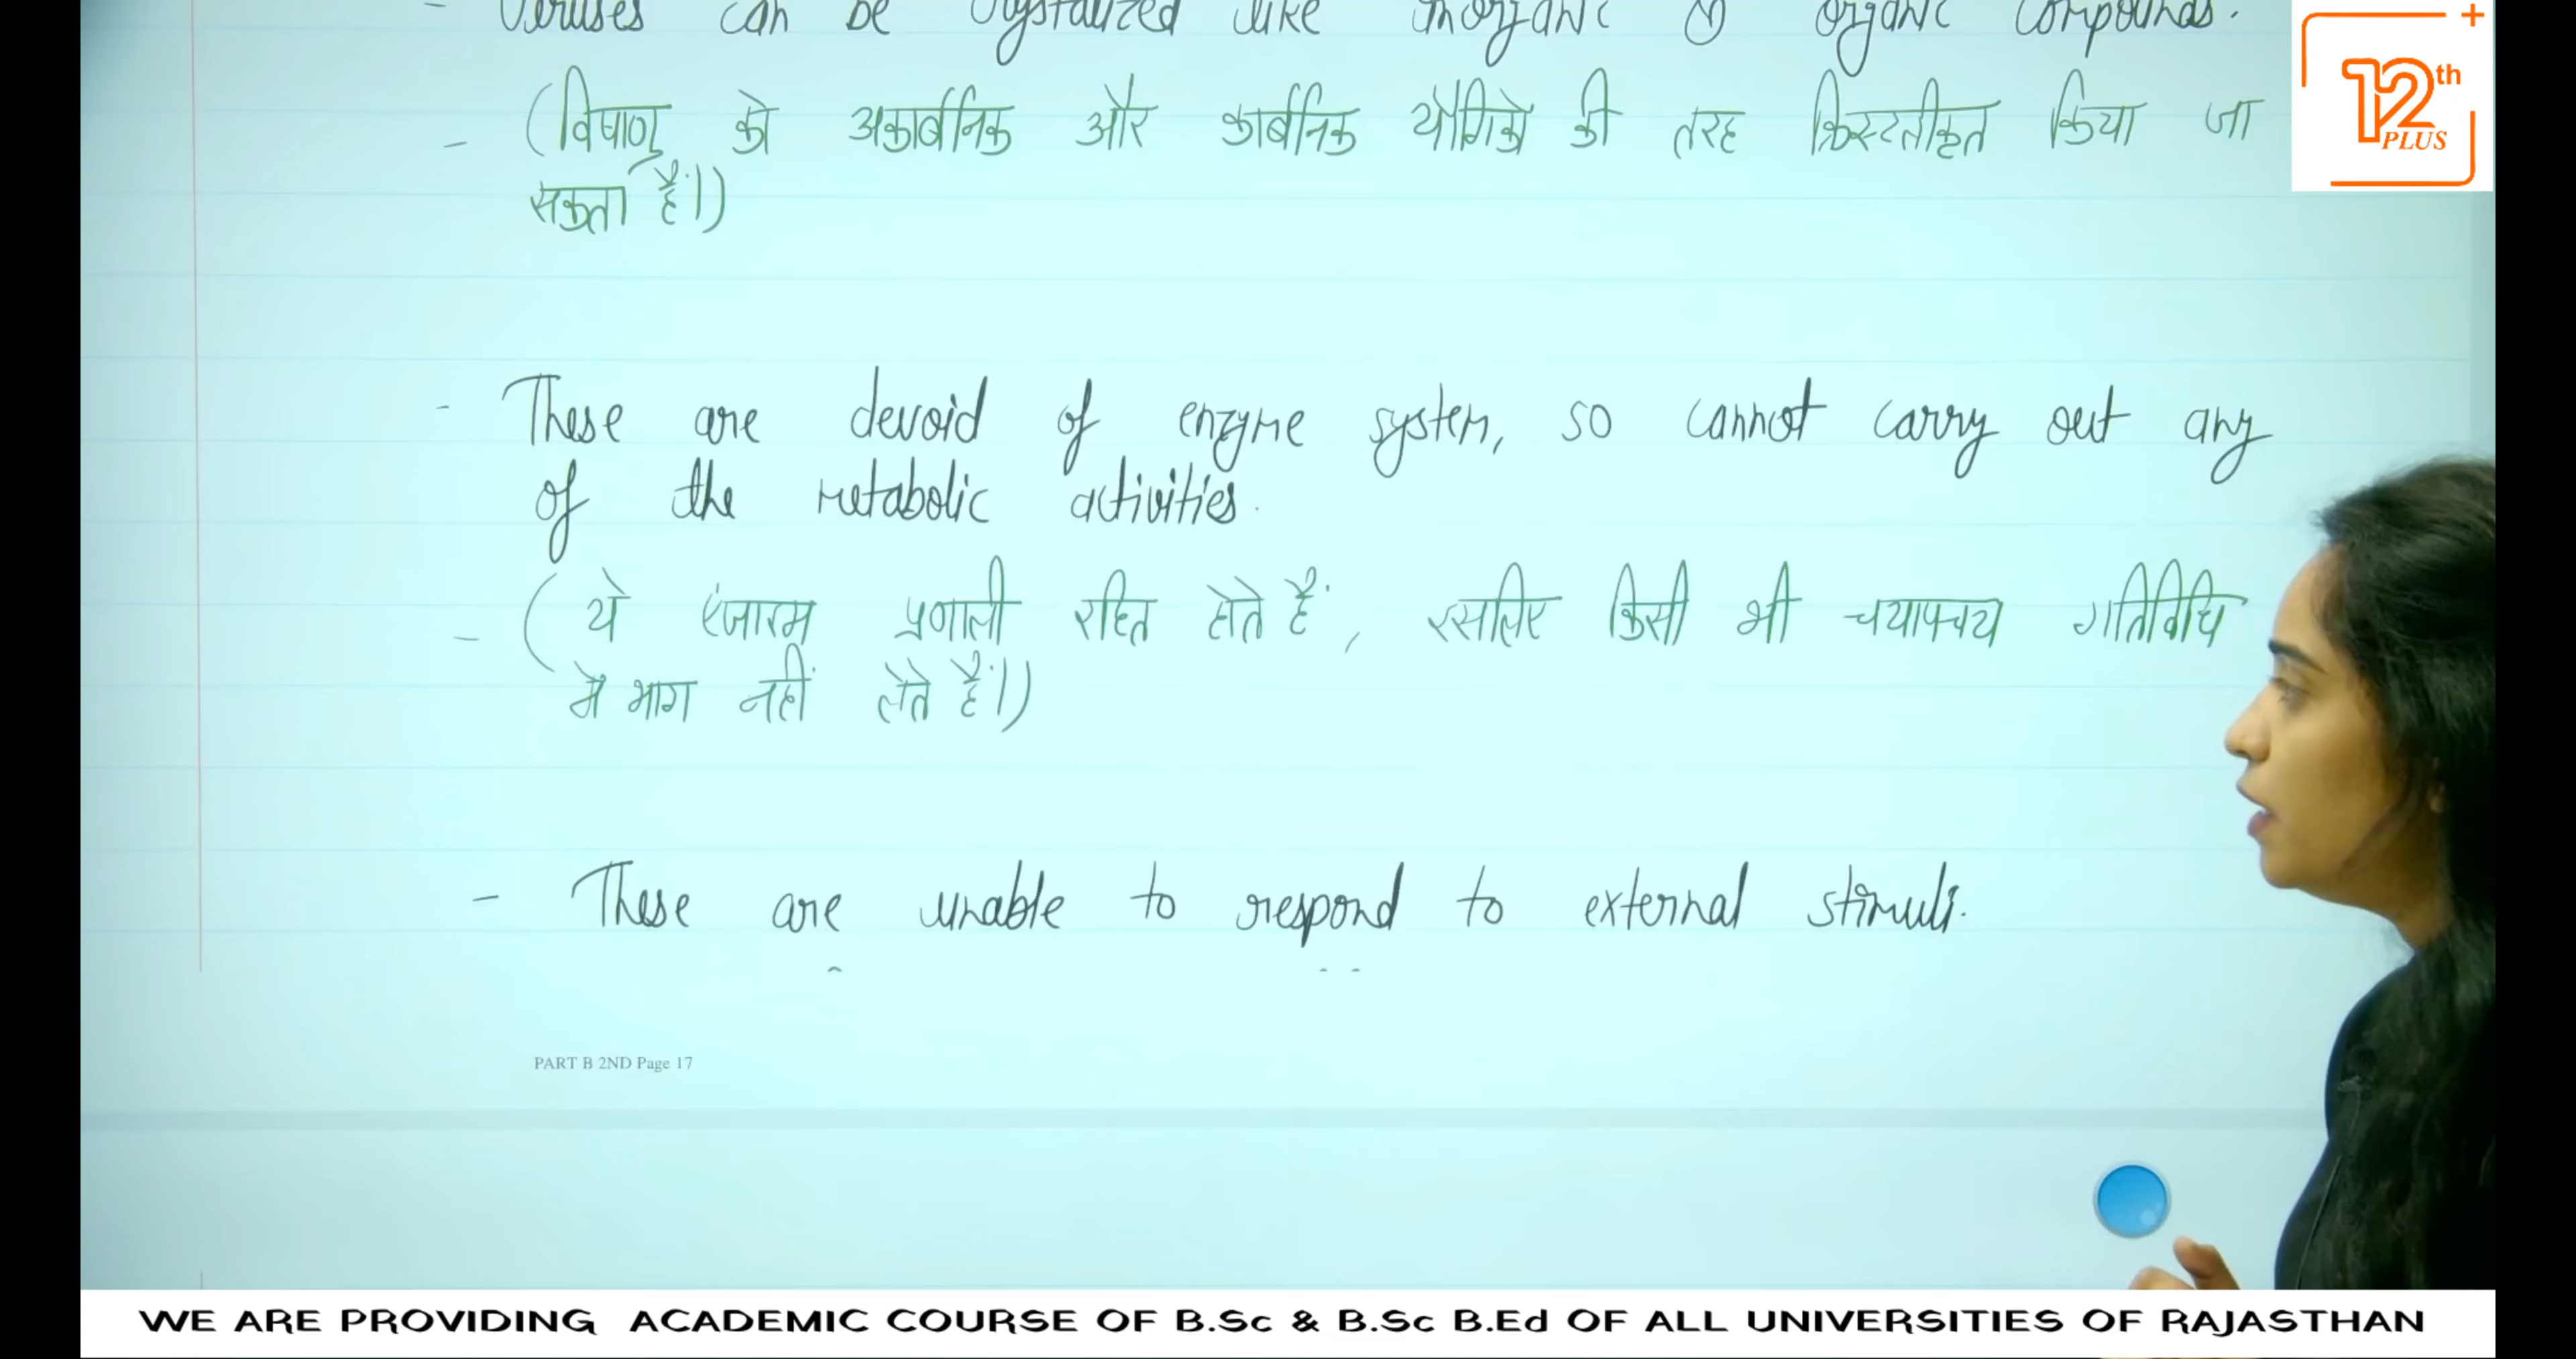 - Viruses can be crystalized like inorganic & organic compounds.
- (विषाणु को अकार्बनिक और कार्बनिक यौगिको की तरह क्रिस्टलीकृत किया जा
सकता हैं।)
- These are devoid of enzyme system, so cannot carry out any
of the metabolic activities.
- ( ये एंजाइम प्रणाली रहित होते हैं, इसलिए किसी भी चयापचय गतिविधि
में भाग नहीं लेते हैं।)
- These are unable to respond to external stimuli.
PART B 2ND Page 17
12th
PLUS
+
WE ARE PROVIDING ACADEMIC COURSE OF B.Sc & B.Sc B.Ed OF ALL UNIVERSITIES OF RAJASTHAN